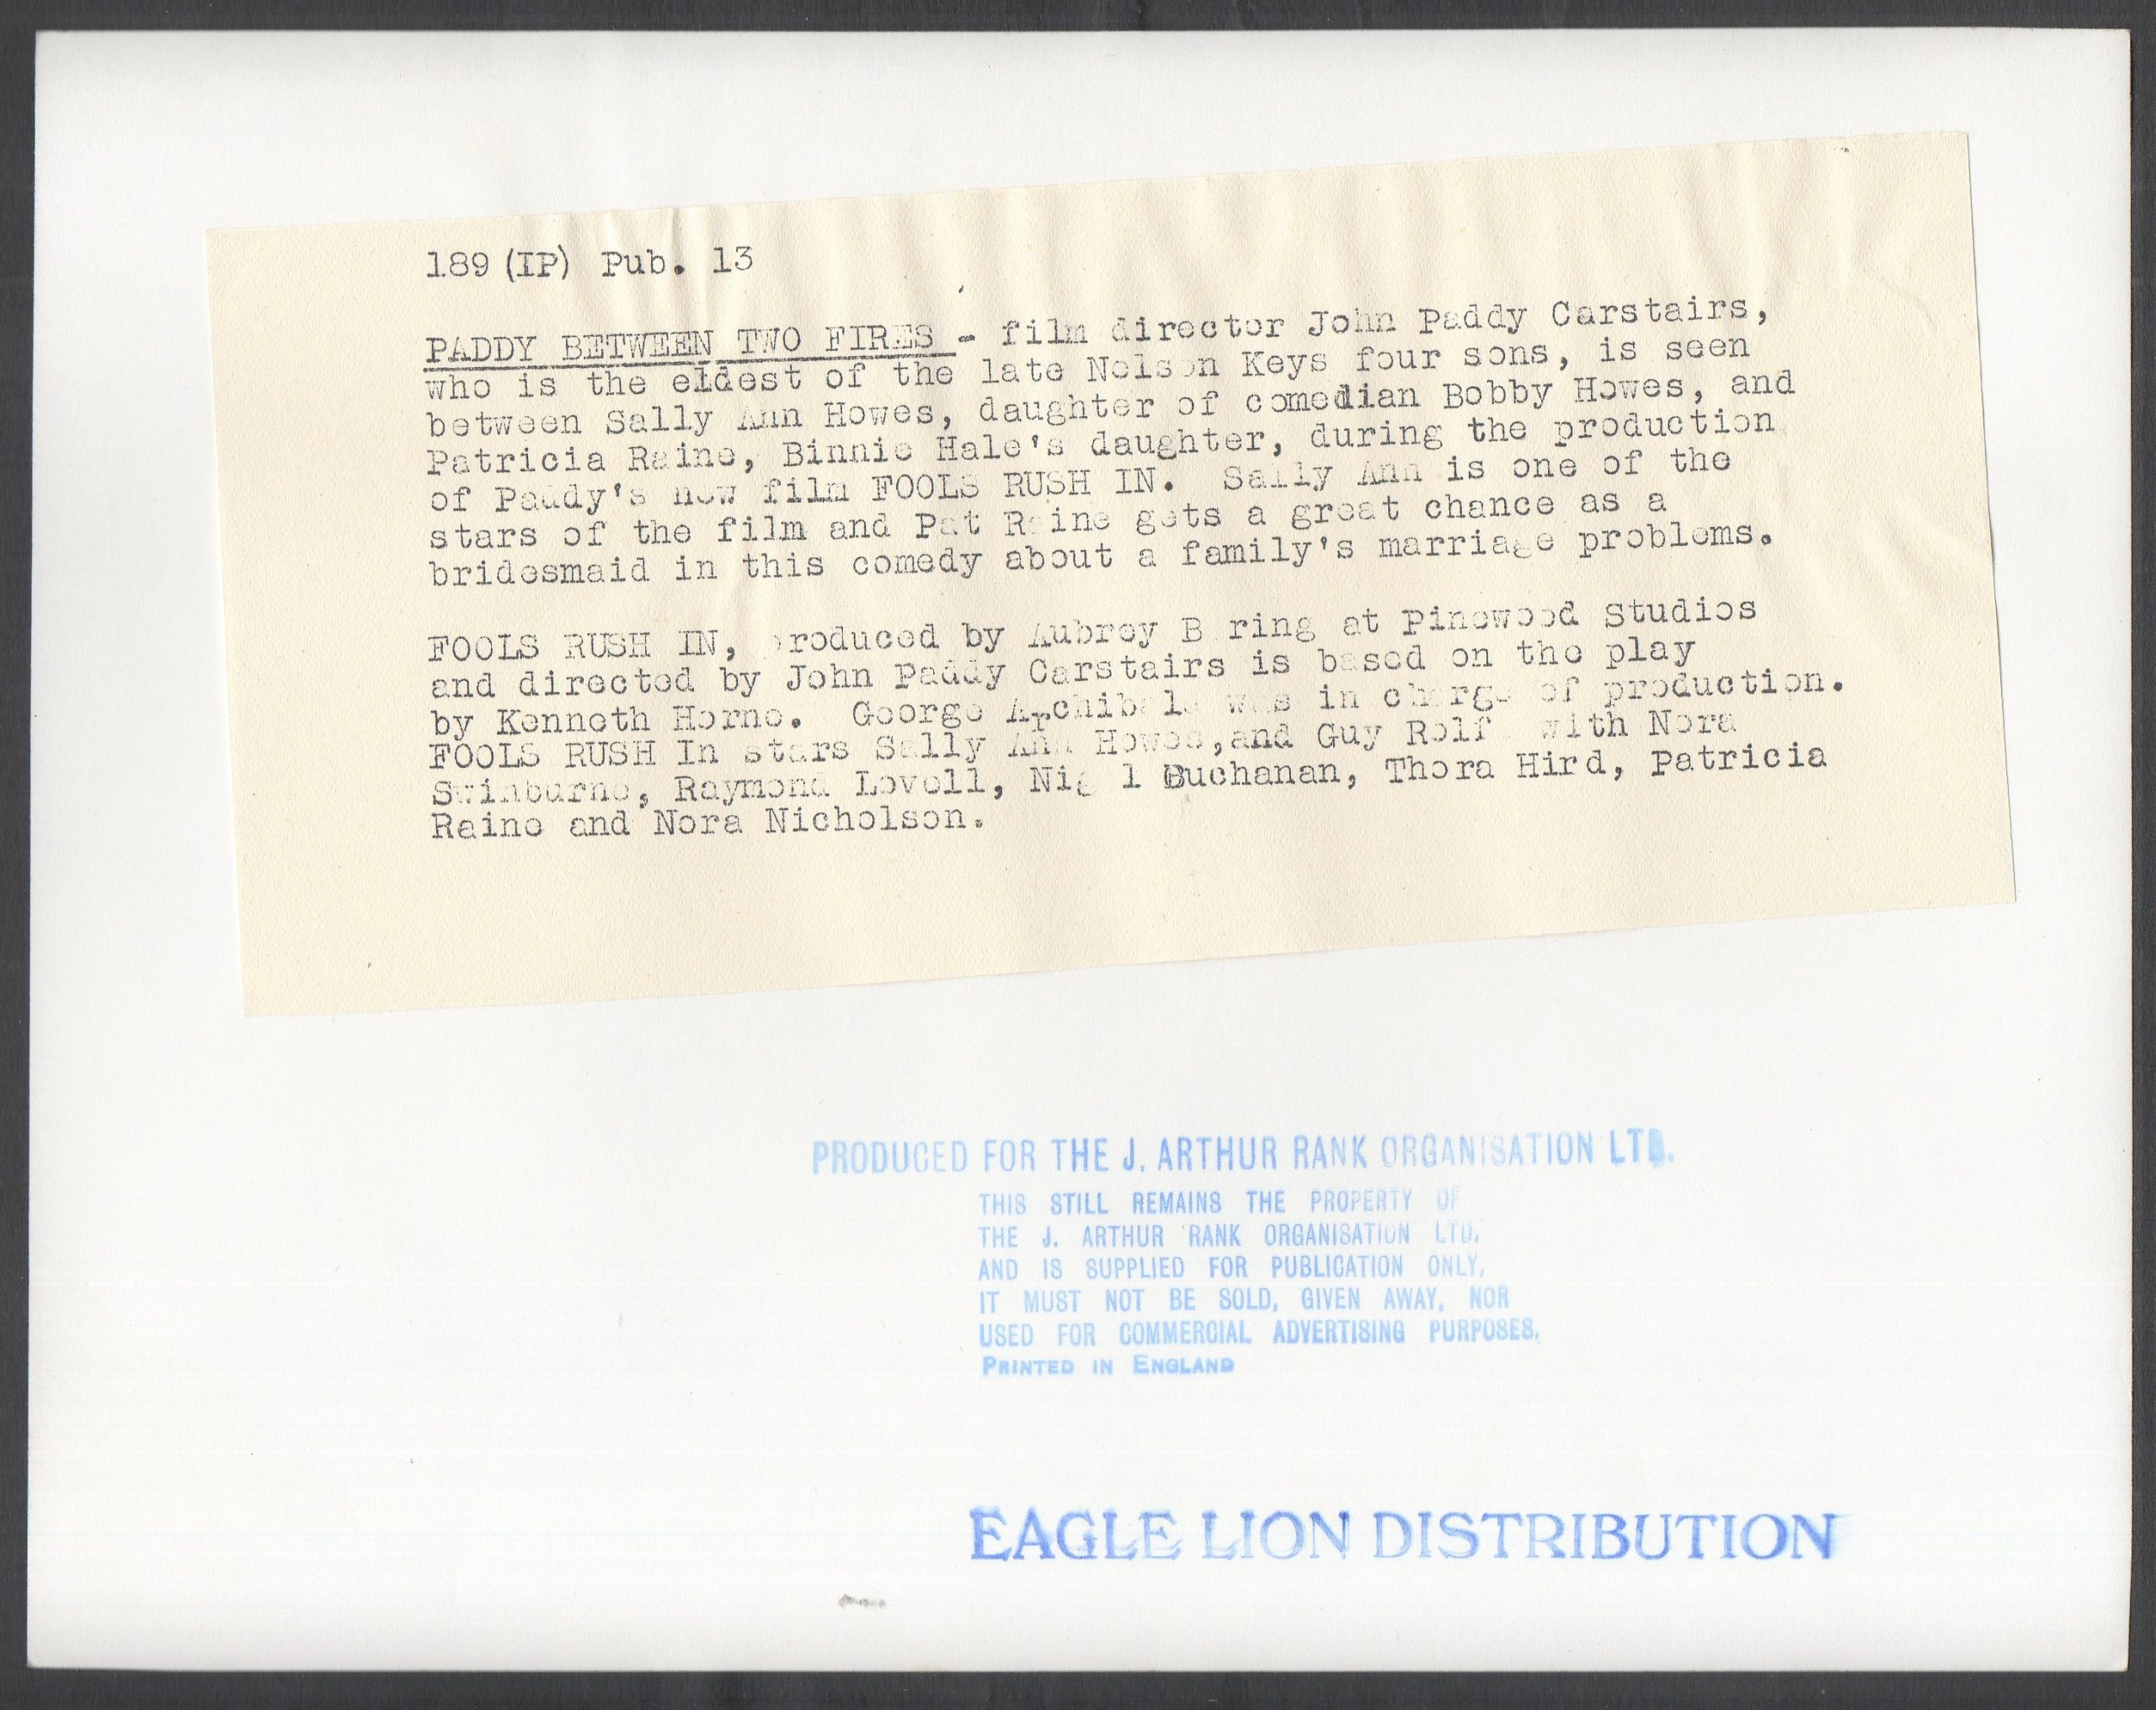 189 (IP) Pub. 13
PADDY BETWEEN TWO FIRES - film director John Paddy Carstairs,
who is the eldest of the late Nelson Keys four sons, is seen
between Sally Ann Howes, daughter of comedian Bobby Howes, and
Patricia Raine, Binnie Hale's daughter, during the production
of Paddy's new film FOOLS RUSH IN. Sally Ann is one of the
stars of the film and Pat Raine gets a great chance as a
bridesmaid in this comedy about a family's marriage problems.
FOOLS RUSH IN, produced by Aubrey Baring at Pinewood Studios
and directed by John Paddy Carstairs is based on the play
by Kenneth Horne. George Archibald was in charge of production.
FOOLS RUSH In stars Sally Ann Howes,and Guy Rolfe with Nora
Swinburne, Raymond Lovell, Nigel Buchanan, Thora Hird, Patricia
Raine and Nora Nicholson.
PRODUCED FOR THE J. ARTHUR RANK ORGANISATION LTD.
THIS STILL REMAINS THE PROPERTY OF
THE J. ARTHUR RANK ORGANISATION LTD.
AND IS SUPPLIED FOR PUBLICATION ONLY,
IT MUST NOT BE SOLD, GIVEN AWAY, NOR
USED FOR COMMERCIAL ADVERTISING PURPOSES.
PRINTED IN ENGLAND
EAGLE LION DISTRIBUTION